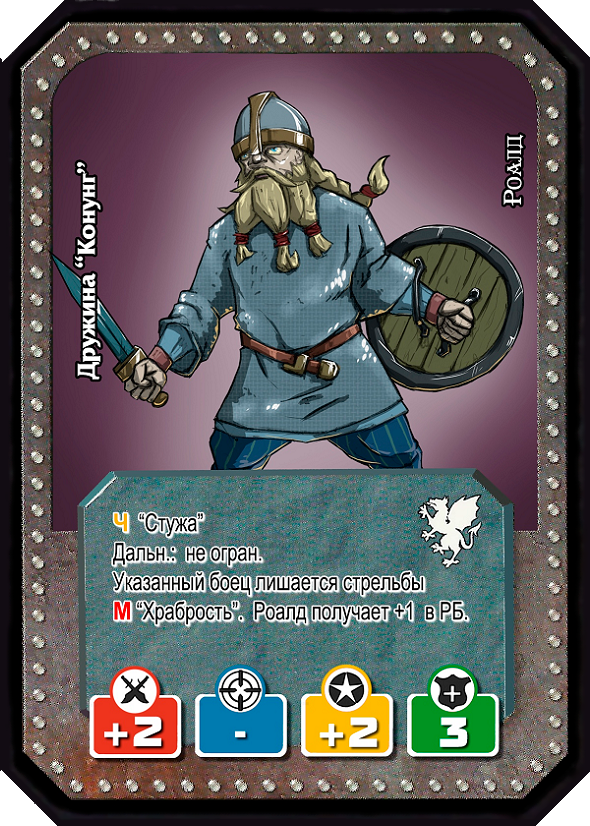 Дружина “Конунг”
Роалд
Ч “Стужа”
Дальн.: не огран.
Указанный боец лишается стрельбы
М “Храбрость”. Роалд получает +1 в РБ.
+2 - +2 3